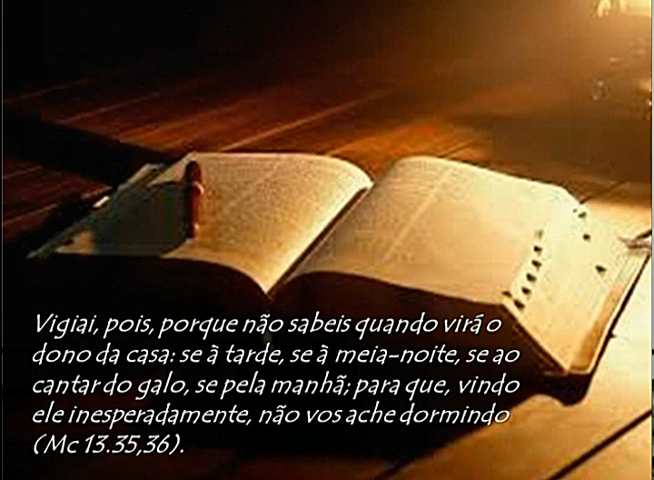 Vigiai, pois, porque não sabeis quando virá o
dono da casa: se à tarde, se à meia-noite, se ao
cantar do galo, se pela manhã; para que, vindo
ele inesperadamente, não vos ache dormindo
(Mc 13.35,36).